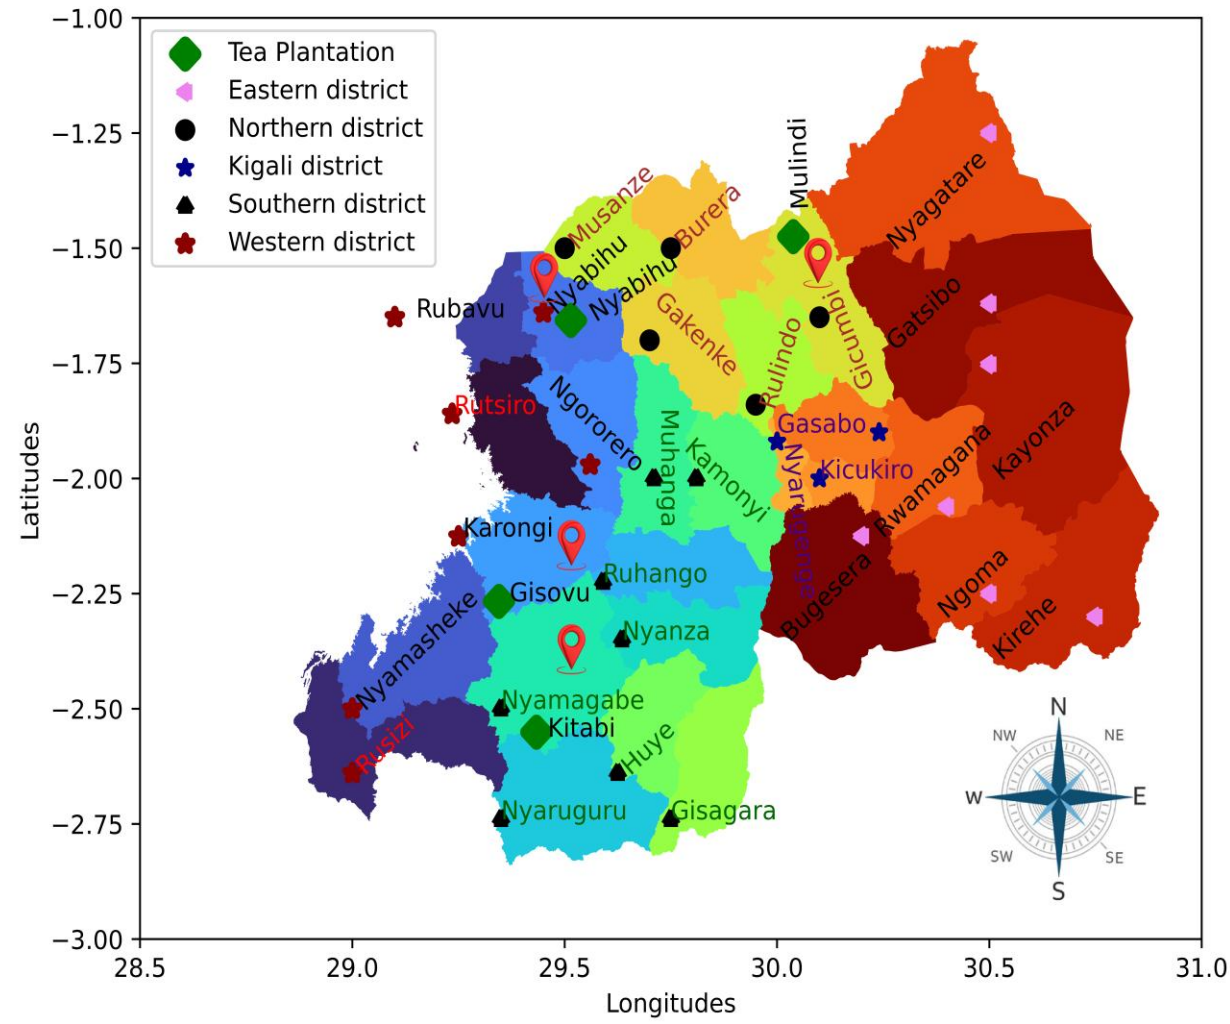 −1.00
−1.25
−1.50
−1.75
−2.00
−2.25
−2.50
−2.75
−3.00
Latitudes
Tea Plantation
Eastern district
Northern district
Kigali district
Southern district
Western district
Mulindi
Nyagatare
Musanze
Burera
Nyabihu
Nyabihu
Rubavu
Gakenke
Rulindo
Gicumbi
Gatsibo
Rutsiro
Ngororero
Muhanga
Kamonyi
Gasabo
Kicukiro
Nyarugenge
Rwamagana
Kayonza
Karongi
Ruhango
Bugesera
Ngoma
Kirehe
Gisovu
Nyamasheke
Nyanza
Nyamagabe
Kitabi
Rusizi
Huye
Nyaruguru
Gisagara
N
NW
NE
W
E
SW
SE
S
28.5
29.0
29.5
30.0
30.5
31.0
Longitudes